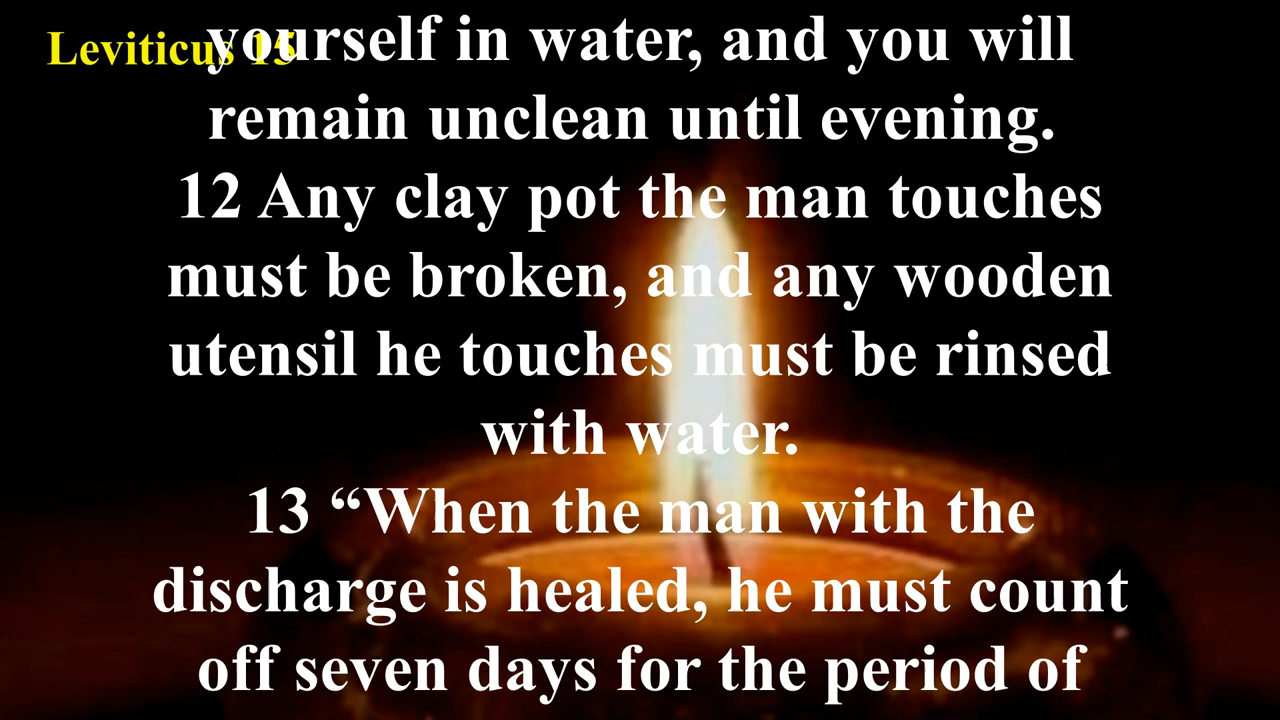 Leviticus 15
yourself in water, and you will
remain unclean until evening.
12 Any clay pot the man touches
must be broken, and any wooden
utensil he touches must be rinsed
with water.
13 “When the man with the
discharge is healed, he must count
off seven days for the period of